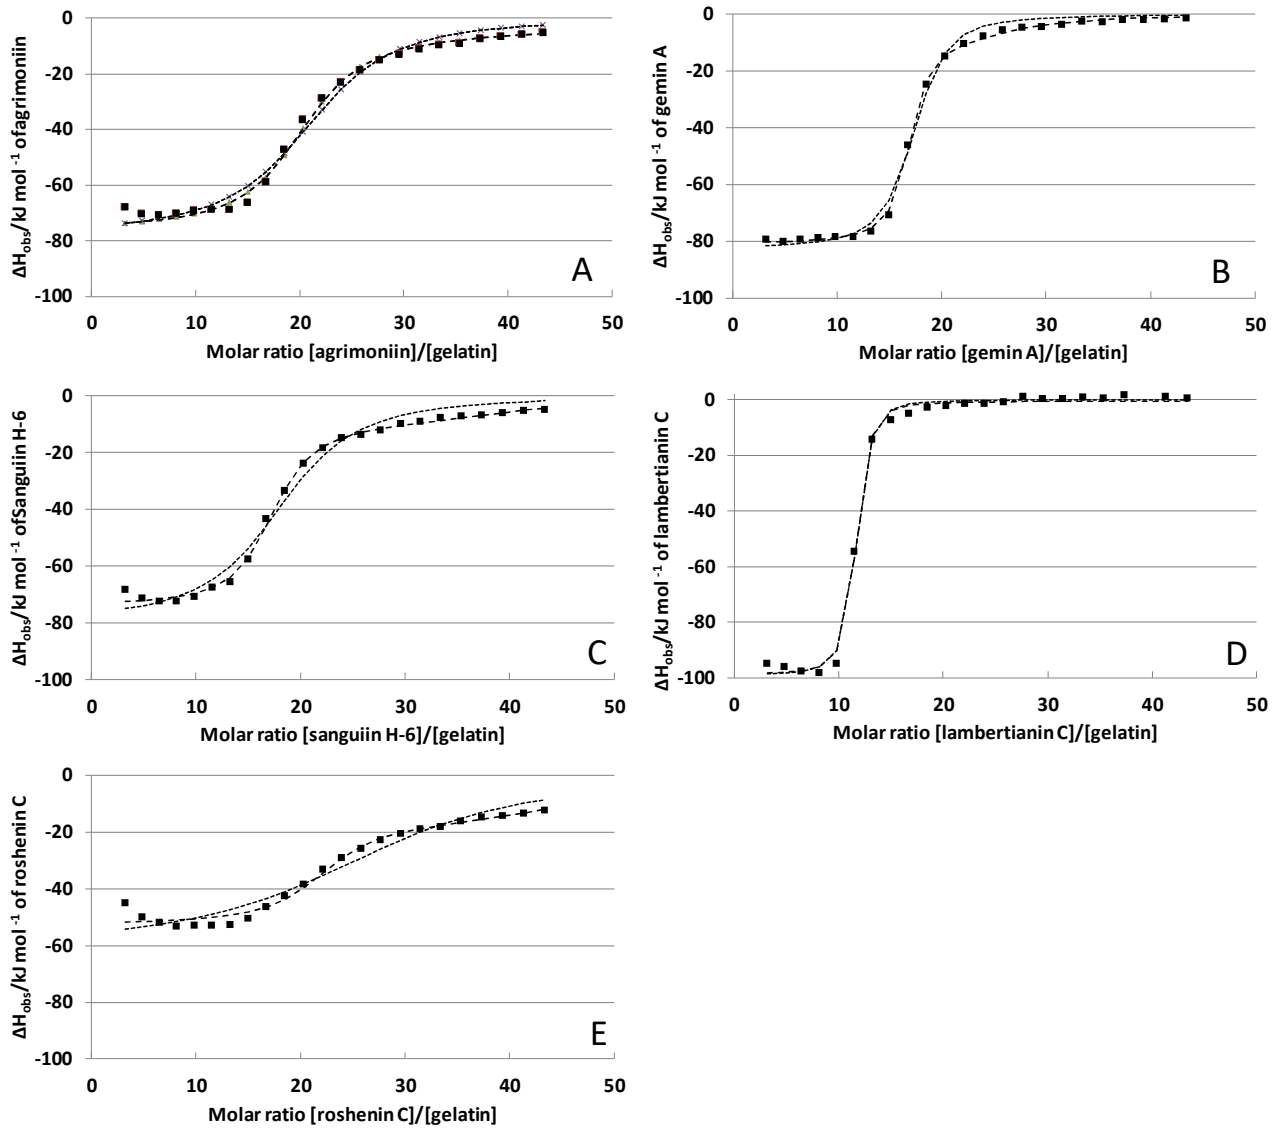 0
-20
-40
-60
-80
-100
ΔHobs/kJ mol -1 ofagrimoniin
A
0 10 20 30 40 50
Molar ratio [agrimoniin]/[gelatin]
0
-20
-40
-60
-80
-100
ΔHobs/kJ mol -1 of gemin A
B
0 10 20 30 40 50
Molar ratio [gemin A]/[gelatin]
0
-20
-40
-60
-80
-100
ΔHobs/kJ mol -1 ofSanguiin H-6
C
0 10 20 30 40 50
Molar ratio [sanguiin H-6]/[gelatin]
0
-20
-40
-60
-80
-100
ΔHobs/kJ mol -1 of lambertianin C
D
0 10 20 30 40 50
Molar ratio [lambertianin C]/[gelatin]
0
-20
-40
-60
-80
-100
ΔHobs/kJ mol -1 of roshenin C
E
0 10 20 30 40 50
Molar ratio [roshenin C]/[gelatin]